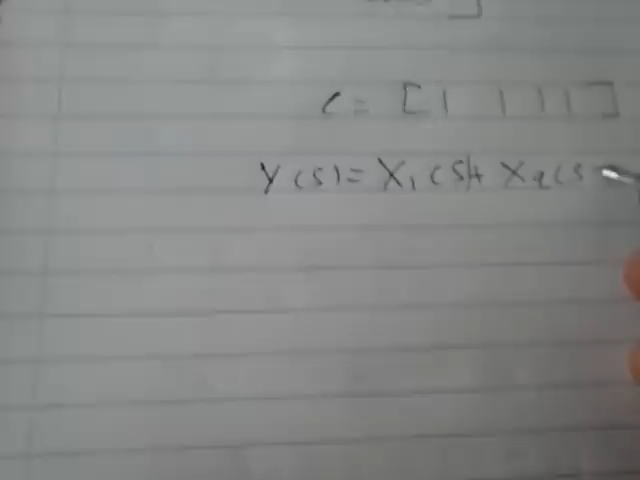 ]
C = [ 1 1 1 1 ]
Y(s) = X₁(s)+ X₂(s